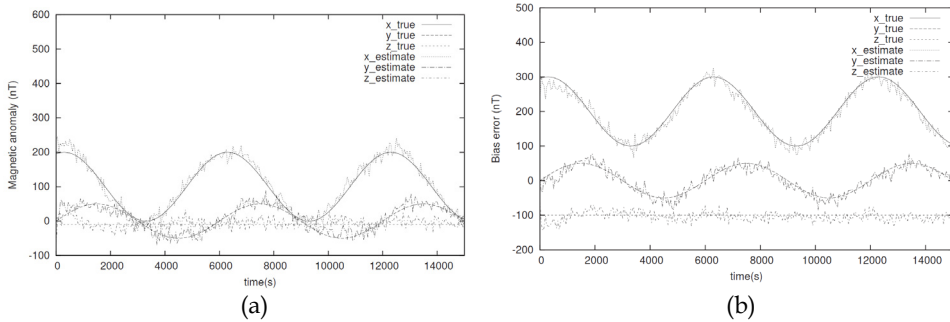 x_true
y_true
z_true
x_estimate
y_estimate
z_estimate
Magnetic anomaly (nT)
600
500
400
300
200
100
0
-100
0 2000 4000 6000 8000 10000 12000 14000
time(s)
(a)
x_true
y_true
z_true
x_estimate
y_estimate
z_estimate
Bias error (nT)
500
400
300
200
100
0
-100
-200
0 2000 4000 6000 8000 10000 12000 14000
time(s)
(b)